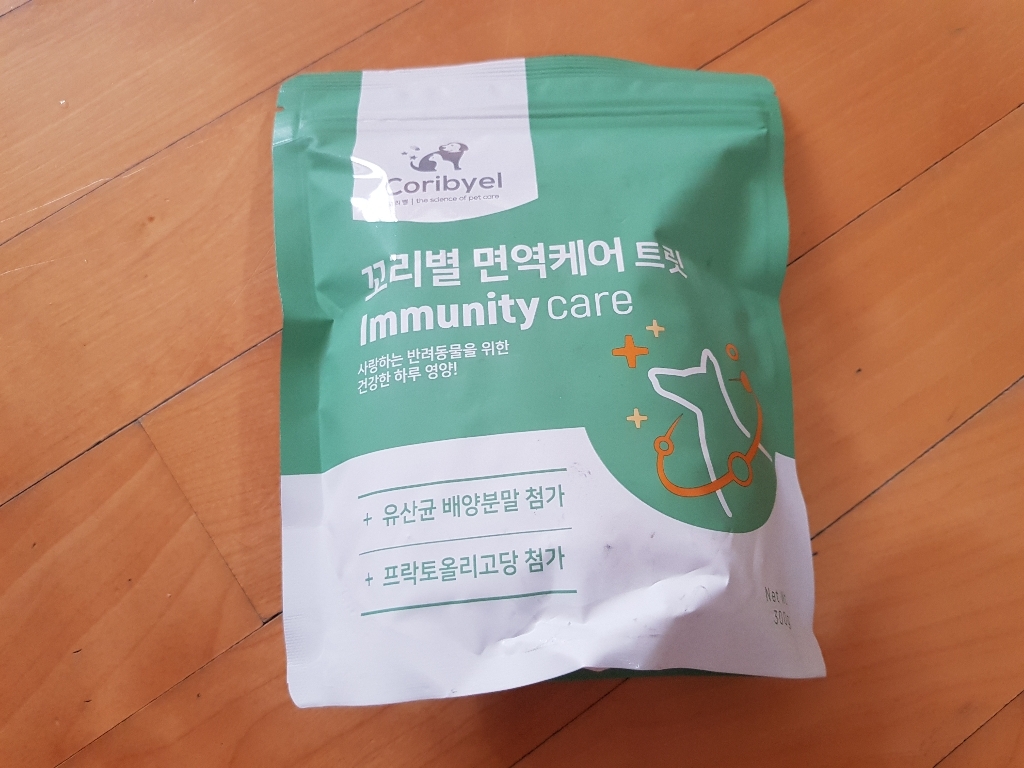 Coribyel
the science of pet care
꼬리별 면역케어 트릿
Immunity care
사랑하는 반려동물을 위한
건강한 하루 영양!
+ 유산균 배양분말 첨가
+ 프락토올리고당 첨가
Net
300g